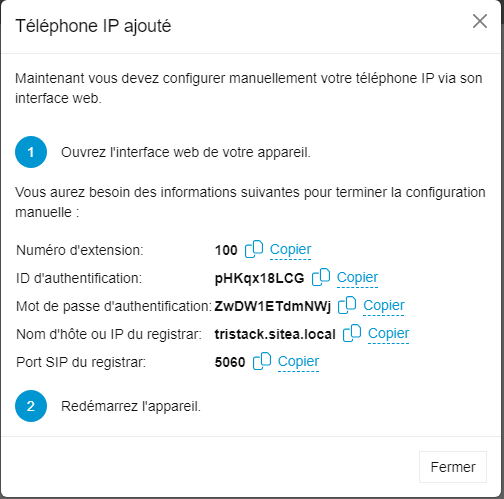 Téléphone IP ajouté
Maintenant vous devez configurer manuellement votre téléphone IP via son
interface web.
1 Ouvrez l'interface web de votre appareil.
Vous aurez besoin des informations suivantes pour terminer la configuration
manuelle :
Numéro d'extension: 100 Copier
ID d'authentification: pHKqx18LCG Copier
Mot de passe d'authentification: ZwDW1ETdmNWj Copier
Nom d'hôte ou IP du registrar: tristack.sitea.local Copier
Port SIP du registrar: 5060 Copier
2 Redémarrez l'appareil.
Fermer